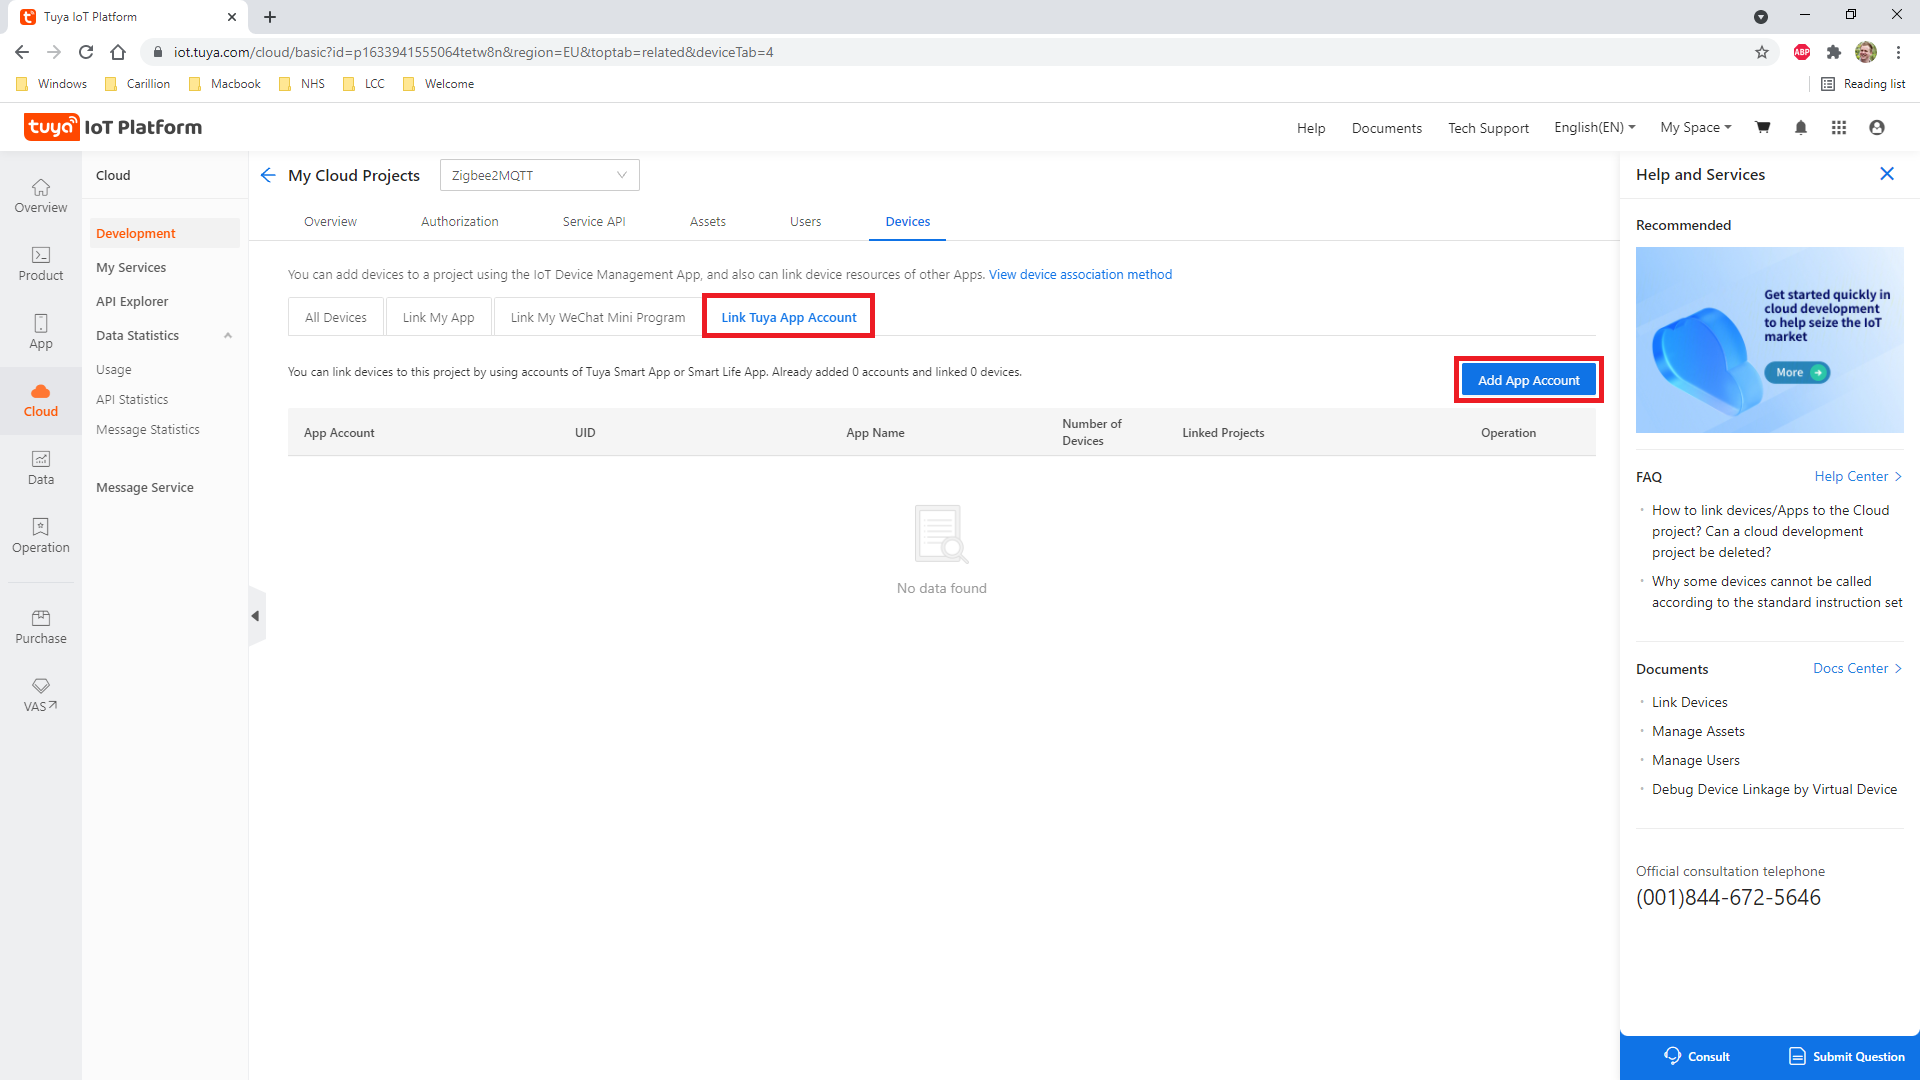 Tuya IoT Platform
iot.tuya.com/cloud/basic?id=p1633941555064tetw8n&region=EU&toptab=related&deviceTab=4
ABP
Windows Carillion Macbook NHS LCC Welcome
Reading list
tuya IoT Platform
Help Documents Tech Support English(EN) My Space
Overview
Product
App
Cloud
Data
Operation
Purchase
VAS
Cloud
Development
My Services
API Explorer
Data Statistics
Usage
API Statistics
Message Statistics
Message Service
My Cloud Projects
Zigbee2MQTT
Overview Authorization Service API Assets Users Devices
You can add devices to a project using the IoT Device Management App, and also can link device resources of other Apps. View device association method
All Devices Link My App Link My WeChat Mini Program Link Tuya App Account
You can link devices to this project by using accounts of Tuya Smart App or Smart Life App. Already added 0 accounts and linked 0 devices.
Add App Account
App Account UID App Name Number of Devices Linked Projects Operation
No data found
Help and Services
Recommended
Get started quickly in
cloud development
to help seize the IoT
market
More
FAQ Help Center
How to link devices/Apps to the Cloud
project? Can a cloud development
project be deleted?
Why some devices cannot be called
according to the standard instruction set
Documents Docs Center
Link Devices
Manage Assets
Manage Users
Debug Device Linkage by Virtual Device
Official consultation telephone
(001)844-672-5646
Consult Submit Question